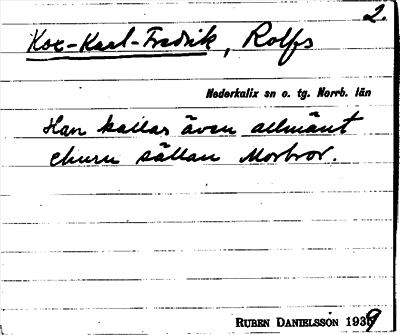 2.
Kox-Karl-Fredrik, Rolfs
Nederkalix sn o. tg. Norrb. län
Han kallas även allmänt
ehuru sällan Morbror.
RUBEN DANIELSSON 1939